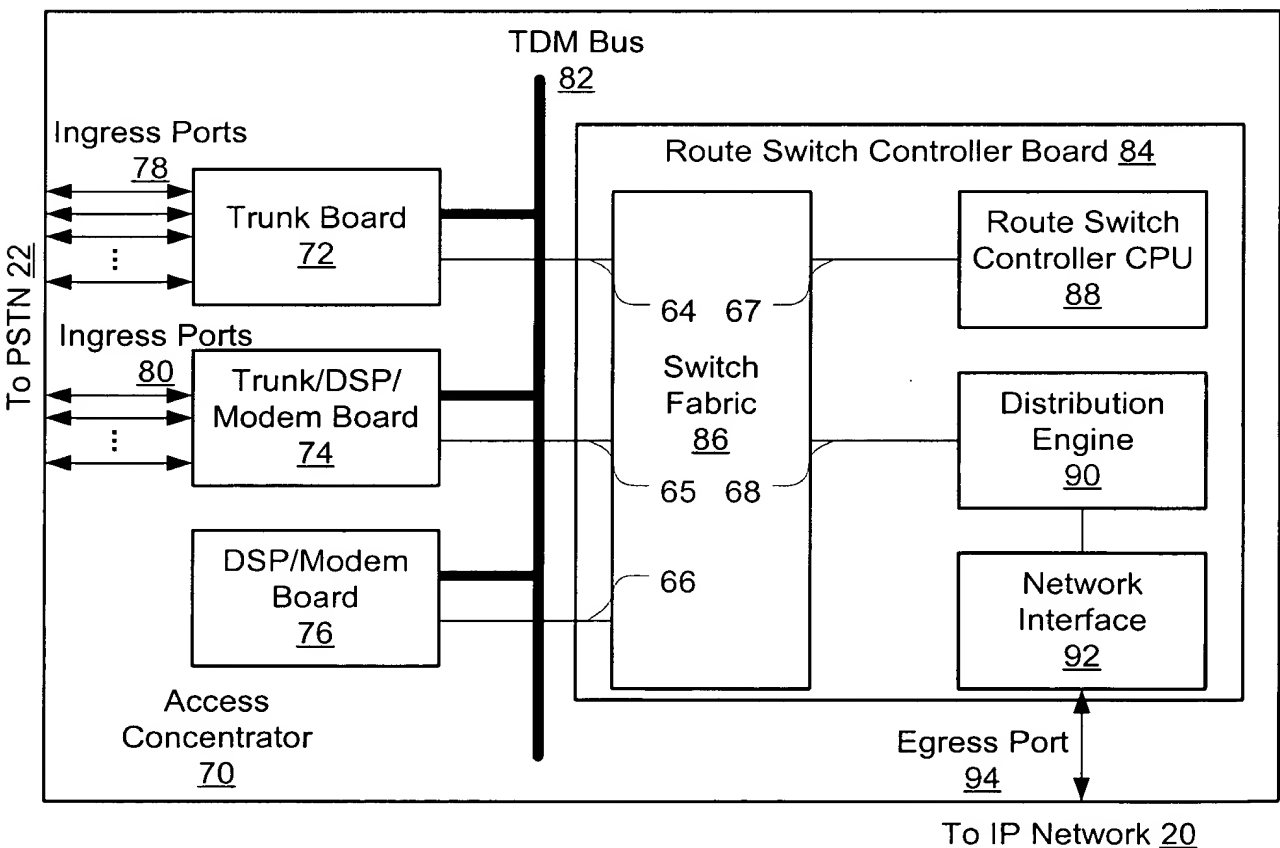 TDM Bus
82
Ingress Ports
78
Trunk Board
72
To PSTN 22
Ingress Ports
80
Trunk/DSP/
Modem Board
74
DSP/Modem
Board
76
Access
Concentrator
70
Route Switch Controller Board 84
64
67
Switch
Fabric
86
65
68
66
Route Switch
Controller CPU
88
Distribution
Engine
90
Network
Interface
92
Egress Port
94
To IP Network 20